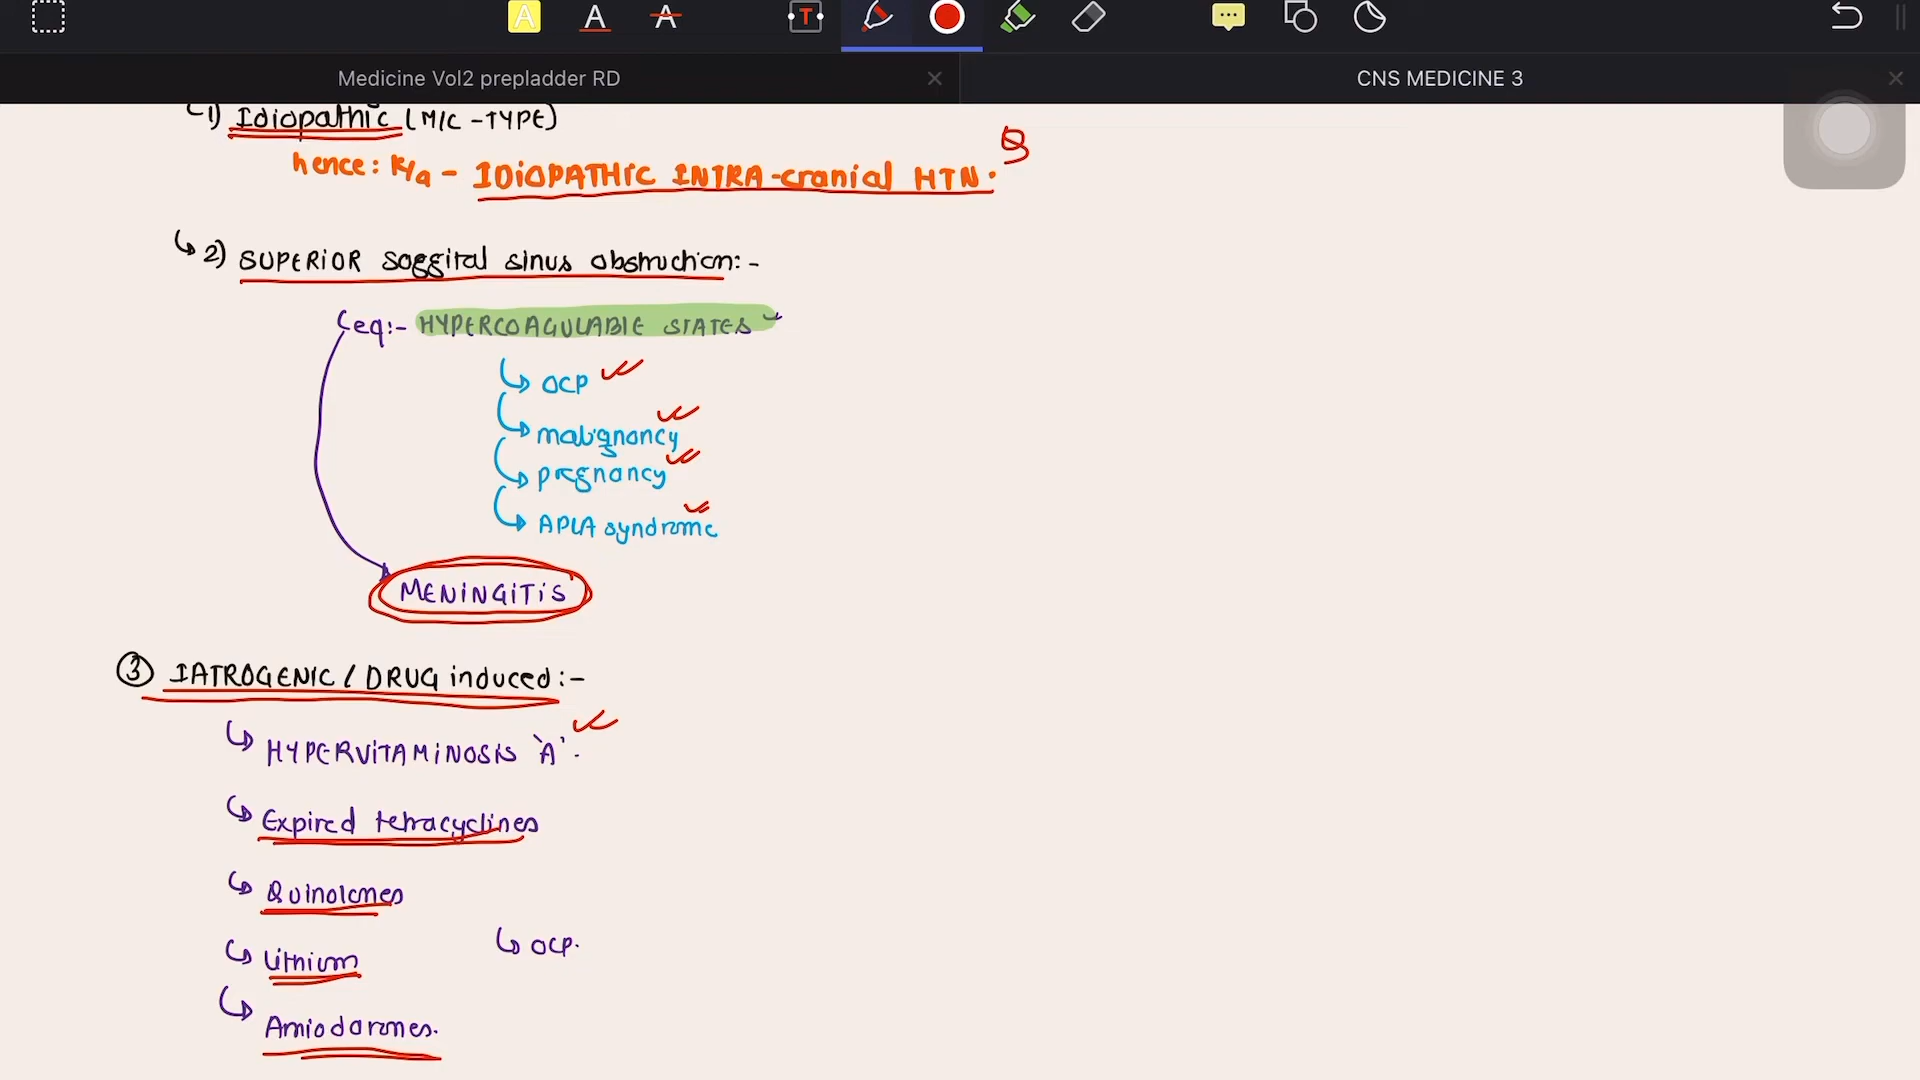 A A A T
Medicine Vol2 prepladder RD
CNS MEDICINE 3
1) Idiopathic (M/C - TYPE)
hence: K/a - IDIOPATHIC INTRA-cranial HTN.
2) SUPERIOR saggital sinus obstruction:-
eg:- HYPERCOAGULABLE STATES
OCP
malignancy
pregnancy
APLA syndrome
MENINGITIS
3 IATROGENIC / DRUG induced:-
HYPERVITAMINOSIS 'A'.
Expired tetracyclines
Quinolones
Lithium
OCP.
Amiodarones.